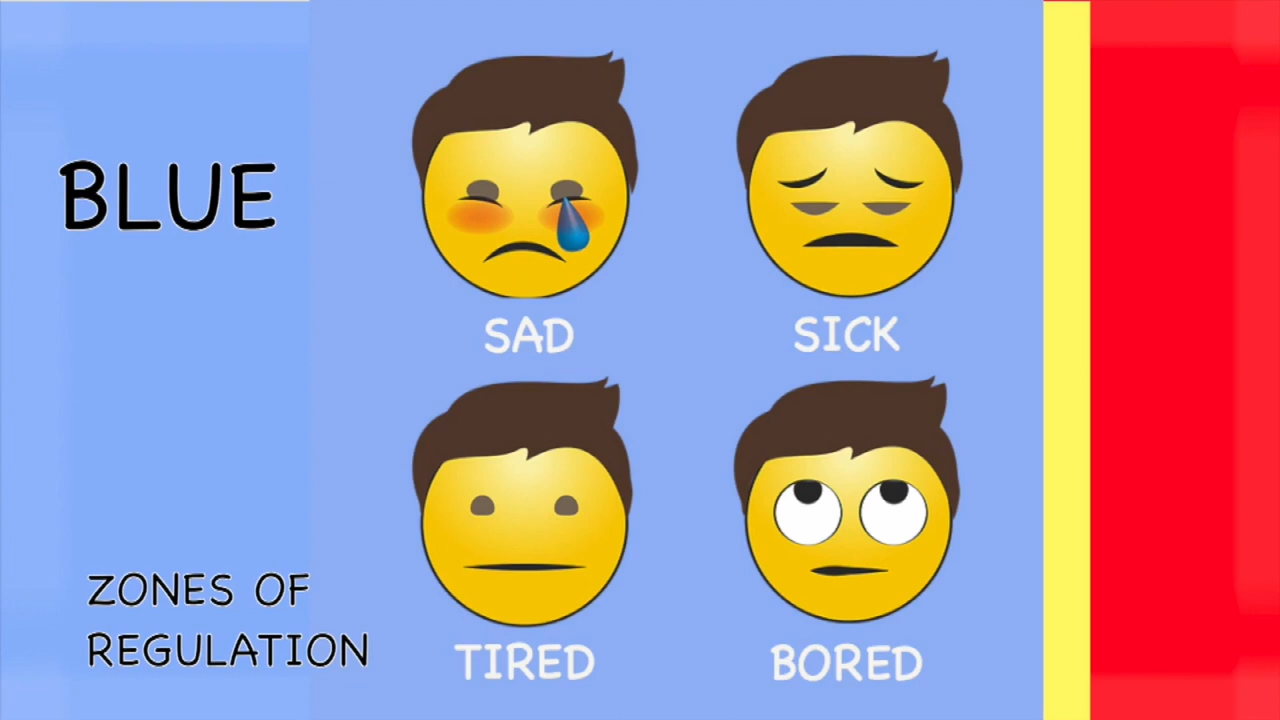 BLUE
SAD
SICK
TIRED
BORED
ZONES OF
REGULATION